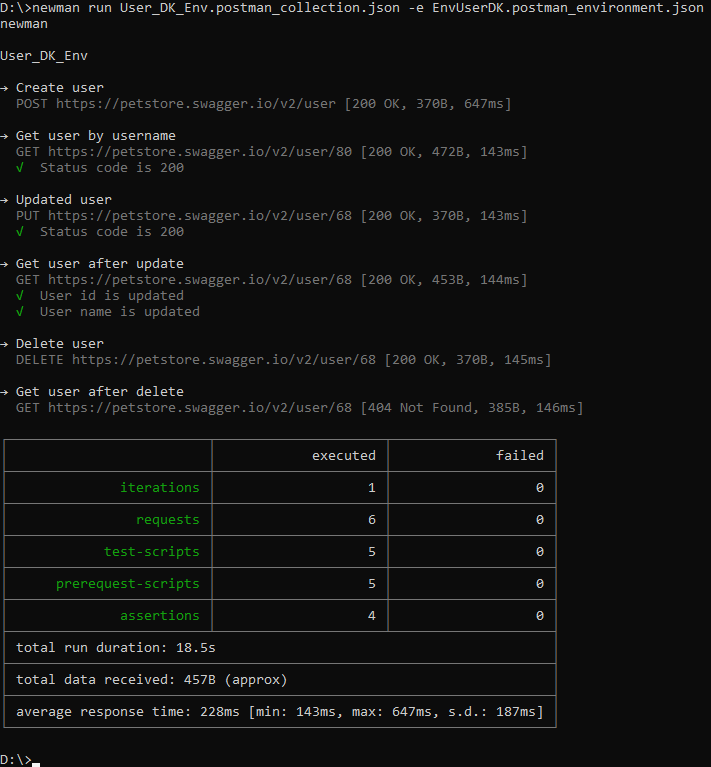 D:\>newman run User_DK_Env.postman_collection.json -e EnvUserDK.postman_environment.json
newman
User_DK_Env
→ Create user
POST https://petstore.swagger.io/v2/user [200 OK, 370B, 647ms]
→ Get user by username
GET https://petstore.swagger.io/v2/user/80 [200 OK, 472B, 143ms]
√ Status code is 200
→ Updated user
PUT https://petstore.swagger.io/v2/user/68 [200 OK, 370B, 143ms]
√ Status code is 200
→ Get user after update
GET https://petstore.swagger.io/v2/user/68 [200 OK, 453B, 144ms]
√ User id is updated
√ User name is updated
→ Delete user
DELETE https://petstore.swagger.io/v2/user/68 [200 OK, 370B, 145ms]
→ Get user after delete
GET https://petstore.swagger.io/v2/user/68 [404 Not Found, 385B, 146ms]
executed failed
iterations 1 0
requests 6 0
test-scripts 5 0
prerequest-scripts 5 0
assertions 4 0
total run duration: 18.5s
total data received: 457B (approx)
average response time: 228ms [min: 143ms, max: 647ms, s.d.: 187ms]
D:\>